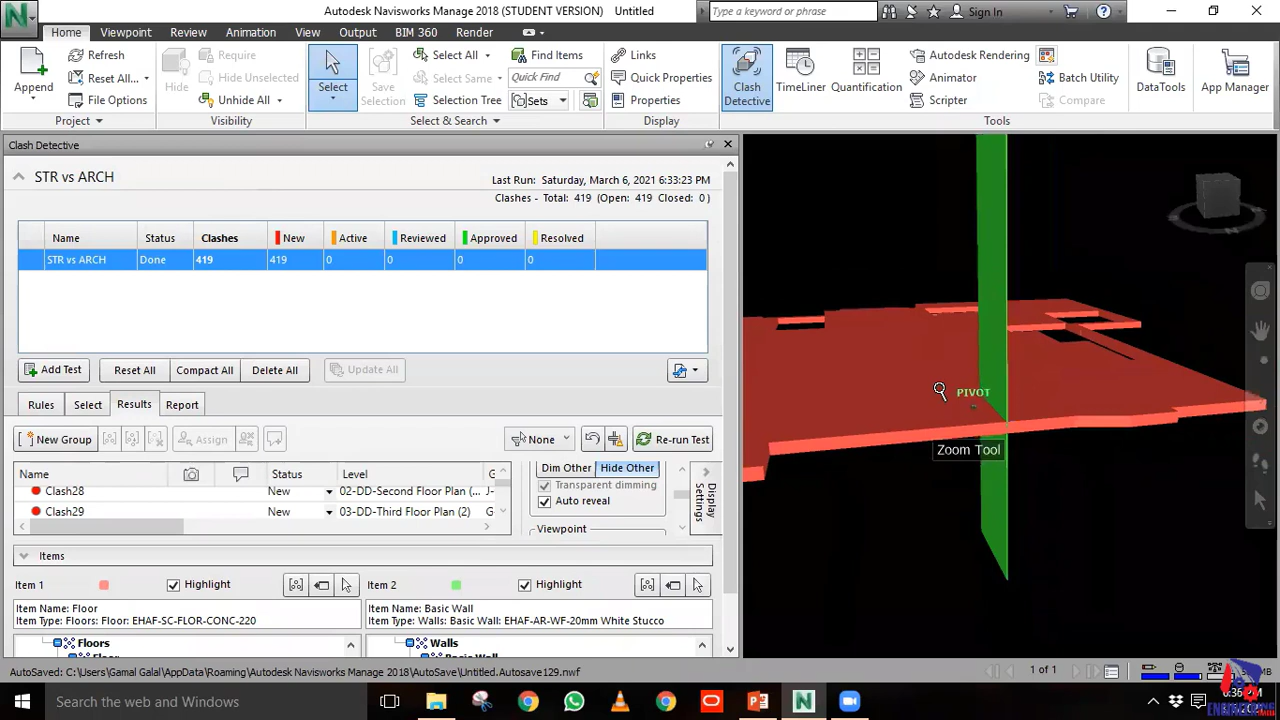 Autodesk Navisworks Manage 2018 (STUDENT VERSION) Untitled
Type a keyword or phrase
Sign In
Home Viewpoint Review Animation View Output BIM 360 Render
Append
Refresh
Reset All...
File Options
Project
Hide
Require
Hide Unselected
Unhide All
Visibility
Select
Save
Selection
Select All
Select Same
Selection Tree
Find Items
Quick Find
Sets
Select & Search
Links
Quick Properties
Properties
Display
Clash
Detective
TimeLiner
Quantification
Autodesk Rendering
Animator
Scripter
Batch Utility
Compare
Tools
DataTools
App Manager
Clash Detective
STR vs ARCH
Last Run: Saturday, March 6, 2021 6:33:23 PM
Clashes - Total: 419 (Open: 419 Closed: 0 )
Name Status Clashes New Active Reviewed Approved Resolved
STR vs ARCH Done 419 419 0 0 0 0
Add Test Reset All Compact All Delete All Update All
Rules Select Results Report
New Group
Assign
None
Re-run Test
Name Status Level
Clash28 New 02-DD-Second Floor Plan (... J-
Clash29 New 03-DD-Third Floor Plan (2)
Dim Other Hide Other
Transparent dimming
Auto reveal
Viewpoint
Display
Settings
Items
Item 1 Highlight
Item 2 Highlight
Item Name: Floor
Item Type: Floors: Floor: EHAF-SC-FLOR-CONC-220
Item Name: Basic Wall
Item Type: Walls: Basic Wall: EHAF-AR-WF-20mm White Stucco
Floors
Floor
Walls
Basic Wall
PIVOT
Zoom Tool
AutoSaved: C:\Users\Gamal Galal\AppData\Roaming\Autodesk Navisworks Manage 2018\AutoSave\Untitled.Autosave129.nwf
1 of 1
Search the web and Windows
ENGINEERING